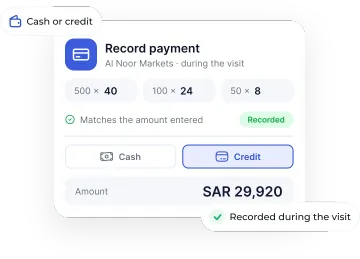 Cash or credit
Record payment
Al Noor Markets · during the visit
500 × 40
100 × 24
50 × 8
Matches the amount entered
Recorded
Cash
Credit
Amount
SAR 29,920
Recorded during the visit